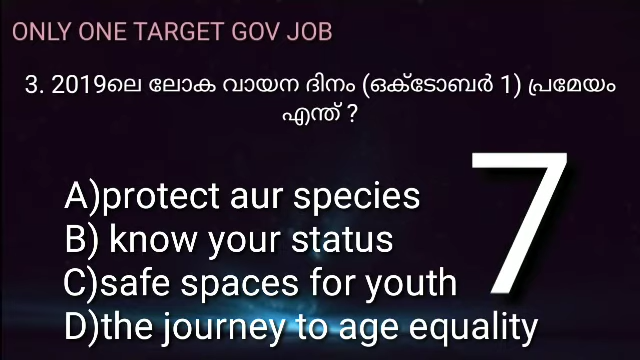 ONLY ONE TARGET GOV JOB
3. 2019ലെ ലോക വായന ദിനം (ഒക്ടോബർ 1) പ്രമേയം
എന്ത് ?
7
A)protect aur species
B) know your status
C)safe spaces for youth
D)the journey to age equality